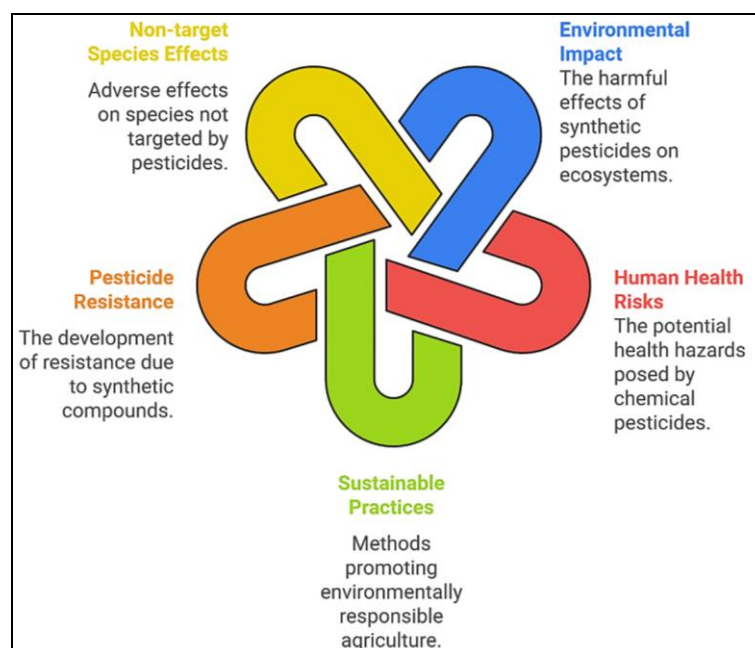 Non-target
Species Effects
Adverse effects
on species not
targeted by
pesticides.
Environmental
Impact
The harmful
effects of
synthetic
pesticides on
ecosystems.
Pesticide
Resistance
The development
of resistance due
to synthetic
compounds.
Human Health
Risks
The potential
health hazards
posed by
chemical
pesticides.
Sustainable
Practices
Methods
promoting
environmentally
responsible
agriculture.